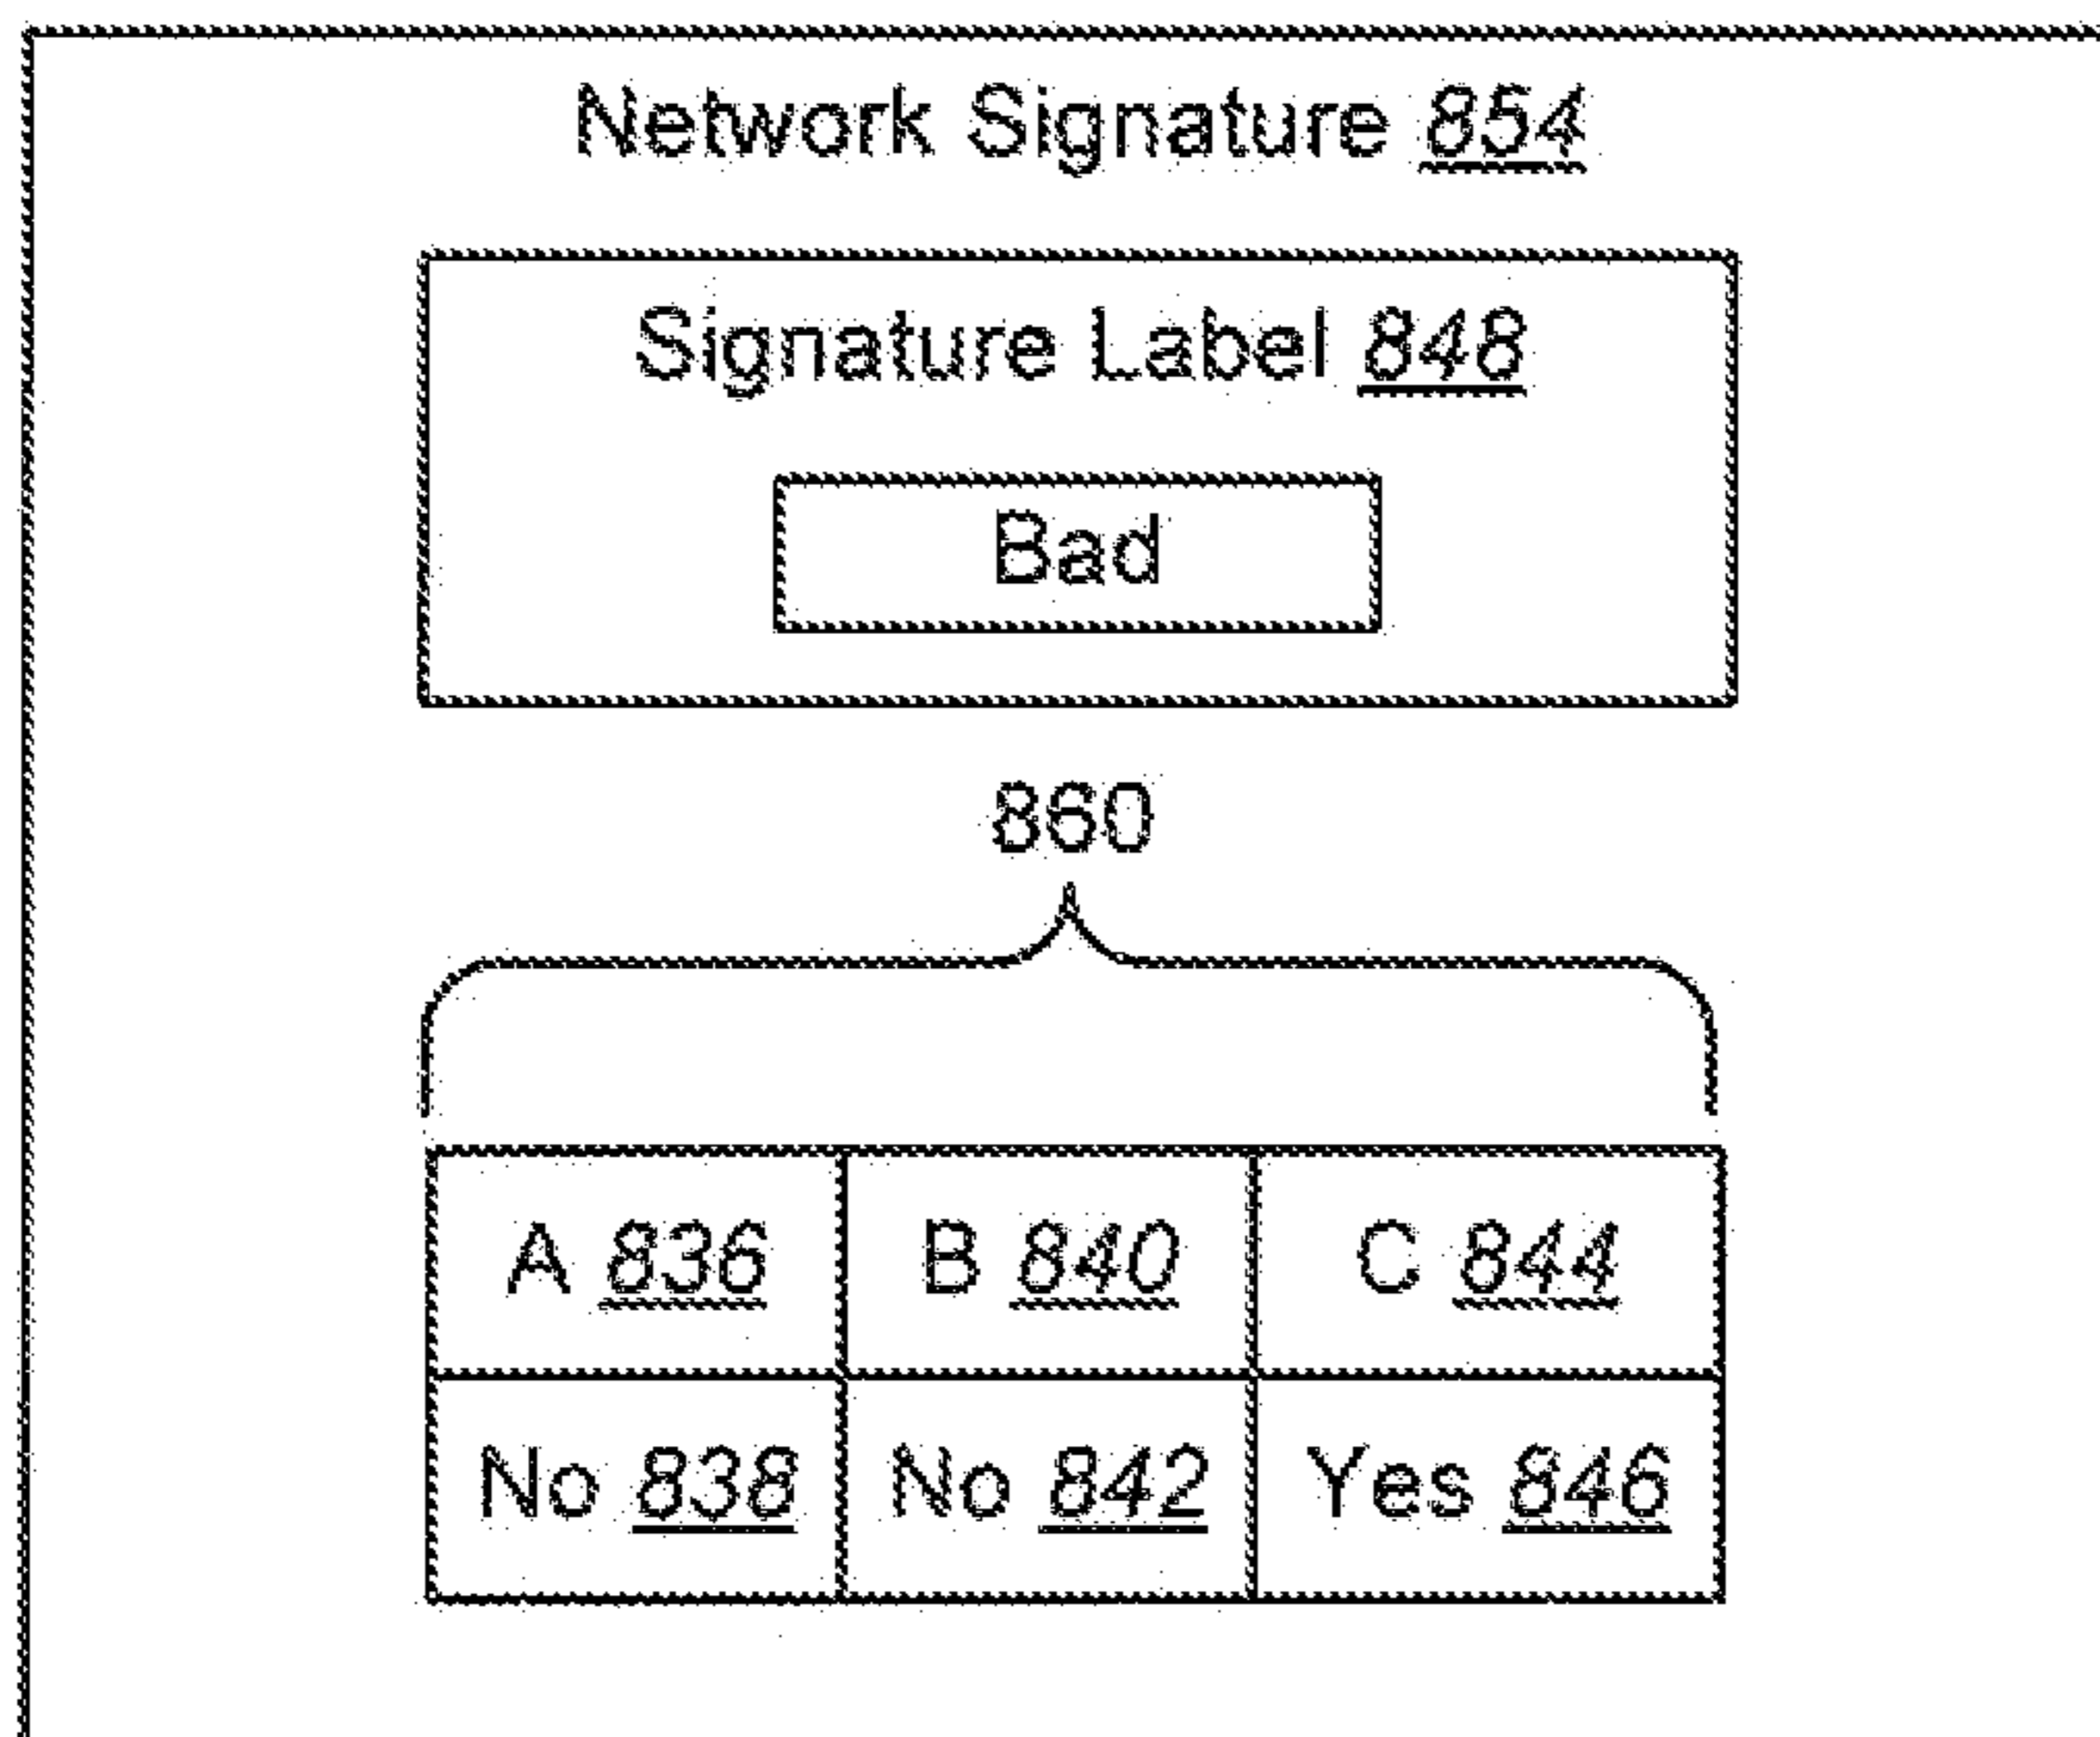 Network Signature 854
Signature Label 848
Bad
860
A 836 B 840 C 844
No 838 No 842 Yes 846